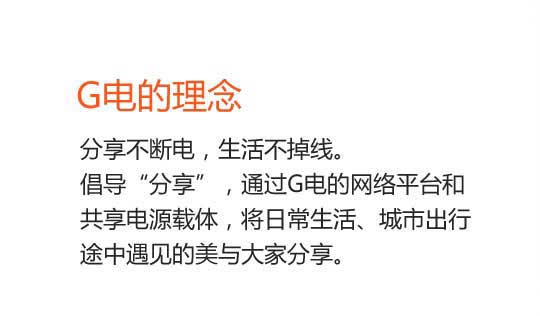 G电的理念
分享不断电，生活不掉线。
倡导“分享”，通过G电的网络平台和
共享电源载体，将日常生活、城市出行
途中遇见的美与大家分享。